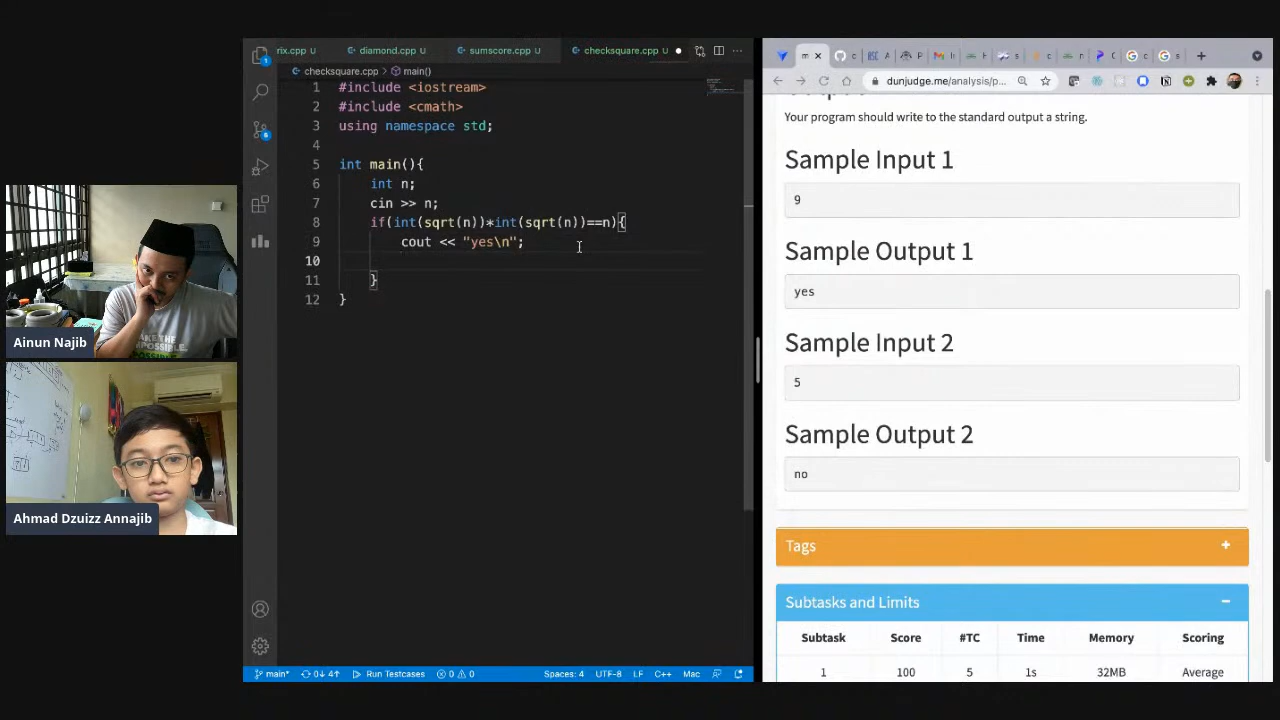 rix.cpp U
diamond.cpp U
sumscore.cpp U
checksquare.cpp U
checksquare.cpp > main()
1 #include <iostream>
2 #include <cmath>
3 using namespace std;
4
5 int main(){
6 int n;
7 cin >> n;
8 if(int(sqrt(n))*int(sqrt(n))==n){
9 cout << "yes\n";
10
11 }
12 }
main* 0↓ 4↑ Run Testcases 0 0 Spaces: 4 UTF-8 LF C++ Mac
Ainun Najib
Ahmad Dzuizz Annajib
dunjudge.me/analysis/p...
Your program should write to the standard output a string.
Sample Input 1
9
Sample Output 1
yes
Sample Input 2
5
Sample Output 2
no
Tags +
Subtasks and Limits −
Subtask Score #TC Time Memory Scoring
1 100 5 1s 32MB Average